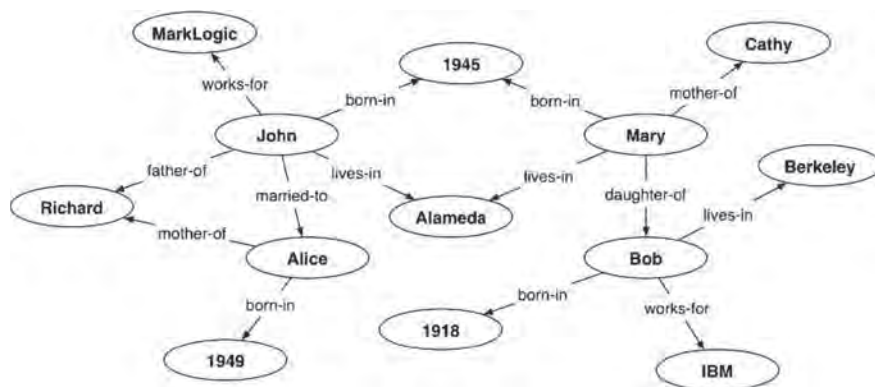 MarkLogic
Cathy
1945
works-for
mother-of
born-in
born-in
John
Mary
Berkeley
father-of
lives-in
lives-in
married-to
daughter-of
Richard
Alameda
lives-in
mother-of
Alice
Bob
born-in
born-in
works-for
1918
1949
IBM